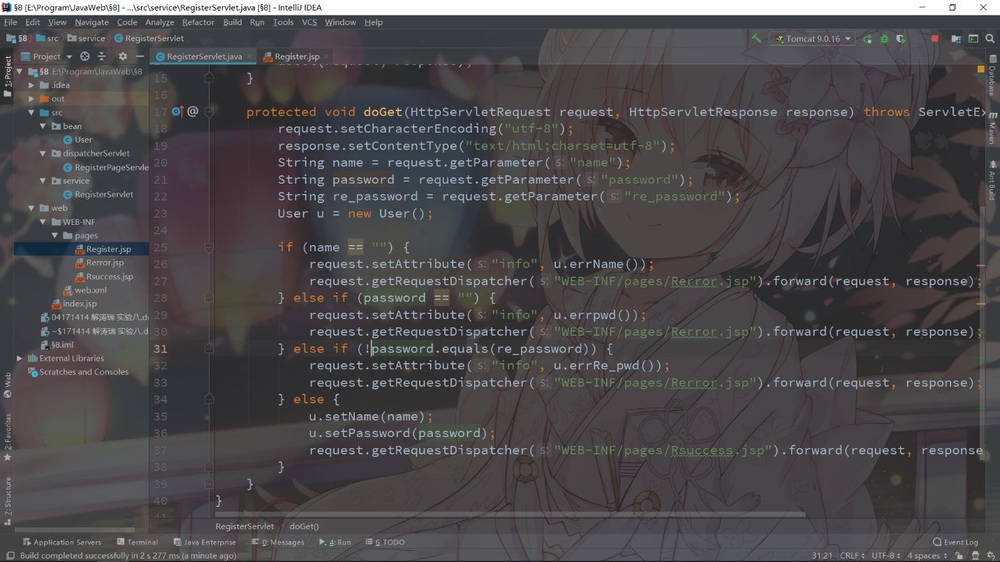 §8 [E:\Program\JavaWeb\§8] - ...\src\service\RegisterServlet.java [§8] - IntelliJ IDEA
File Edit View Navigate Code Analyze Refactor Build Run Tools VCS Window Help
§8 src service RegisterServlet Tomcat 9.0.16
Project RegisterServlet.java Register.jsp
1: Project
§8 E:\Program\JavaWeb\§8
.idea
out
src
bean
User
dispatcherServlet
RegisterPageServle
service
RegisterServlet
web
WEB-INF
pages
Register.jsp
Rerror.jsp
Rsuccess.jsp
web.xml
index.jsp
04171414 解涛瑞 实验八.d
~$171414 解涛瑞 实验八.d
§8.iml
External Libraries
Scratches and Consoles
Web
2: Favorites
Z: Structure
15 }
16
17 @ protected void doGet(HttpServletRequest request, HttpServletResponse response) throws ServletEx
18 request.setCharacterEncoding("utf-8");
19 response.setContentType("text/html;charset=utf-8");
20 String name = request.getParameter( s: "name");
21 String password = request.getParameter( s: "password");
22 String re_password = request.getParameter( s: "re_password");
23 User u = new User();
24
25 if (name == "") {
26 request.setAttribute( s: "info", u.errName());
27 request.getRequestDispatcher( s: "WEB-INF/pages/Rerror.jsp").forward(request, response);
28 } else if (password == "") {
29 request.setAttribute( s: "info", u.errpwd());
30 request.getRequestDispatcher( s: "WEB-INF/pages/Rerror.jsp").forward(request, response);
31 } else if (!password.equals(re_password)) {
32 request.setAttribute( s: "info", u.errRe_pwd());
33 request.getRequestDispatcher( s: "WEB-INF/pages/Rerror.jsp").forward(request, response);
34 } else {
35 u.setName(name);
36 u.setPassword(password);
37 request.getRequestDispatcher( s: "WEB-INF/pages/Rsuccess.jsp").forward(request, response
38 }
39 }
40 }
41
Database
Maven
Ant Build
RegisterServlet doGet()
Application Servers Terminal Java Enterprise 0: Messages 4: Run 6: TODO Event Log
Build completed successfully in 2 s 277 ms (a minute ago) 31:21 CRLF UTF-8 4 spaces